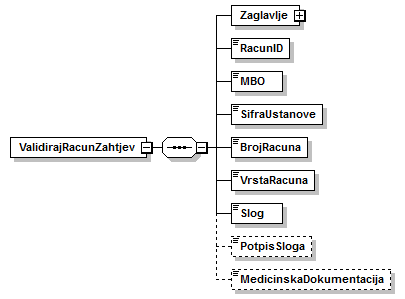 Zaglavlje
RacunID
MBO
SifraUstanove
ValidirajRacunZahtjev
BrojRacuna
VrstaRacuna
Slog
PotpisSloga
MedicinskaDokumentacija